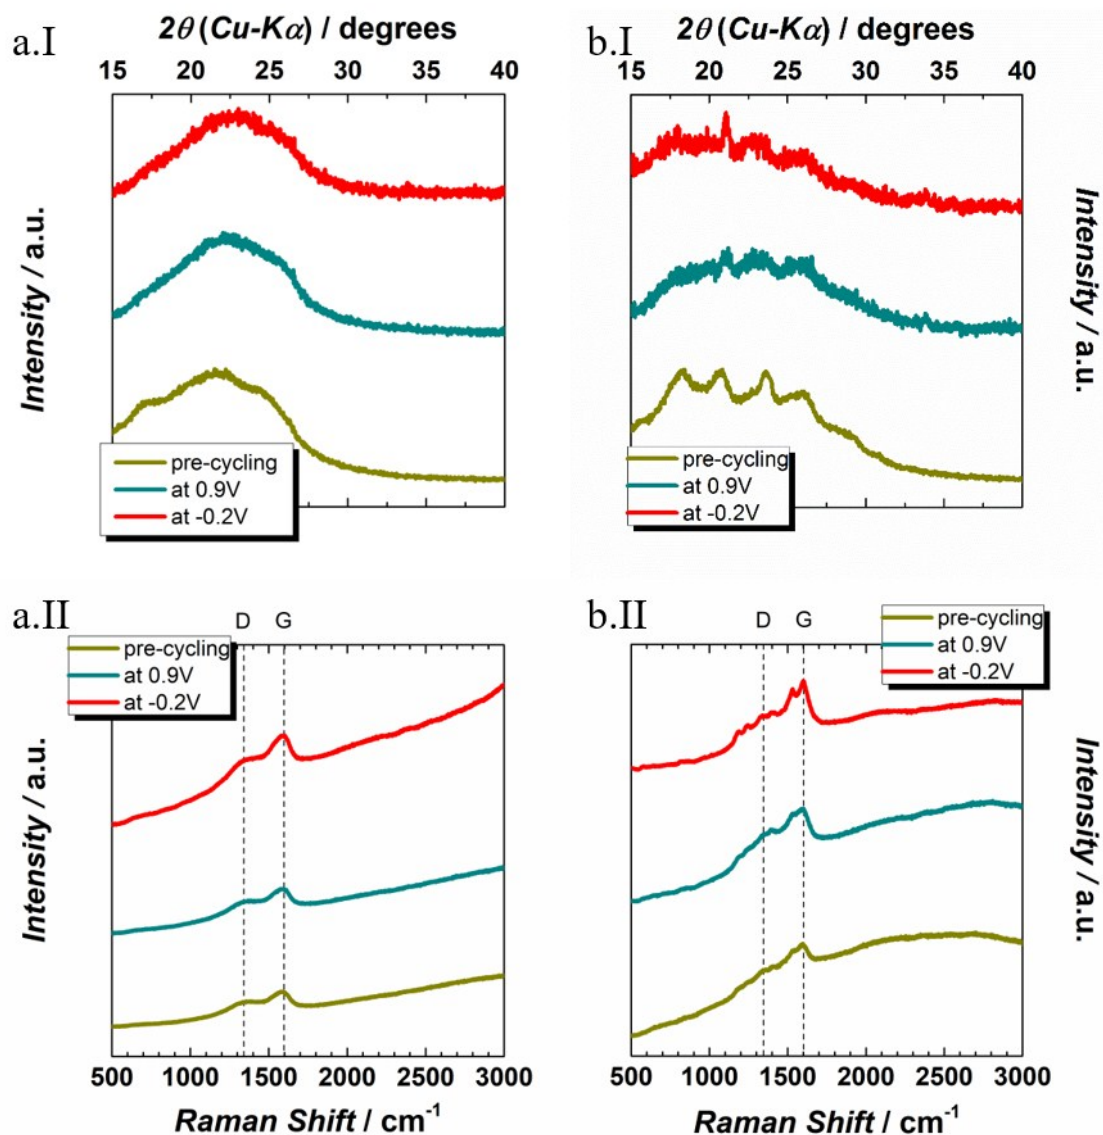 a.I
2θ (Cu-Kα) / degrees
15 20 25 30 35 40
Intensity / a.u.
pre-cycling
at 0.9V
at -0.2V
b.I
2θ (Cu-Kα) / degrees
15 21 26 30 35 40
Intensity / a.u.
pre-cycling
at 0.9V
at -0.2V
a.II
D G
pre-cycling
at 0.9V
at -0.2V
Intensity / a.u.
500 1000 1500 2000 2500 3000
Raman Shift / cm-1
b.II
D G
pre-cycling
at 0.9V
at -0.2V
Intensity / a.u.
500 1000 1500 2000 2500 3000
Raman Shift / cm-1